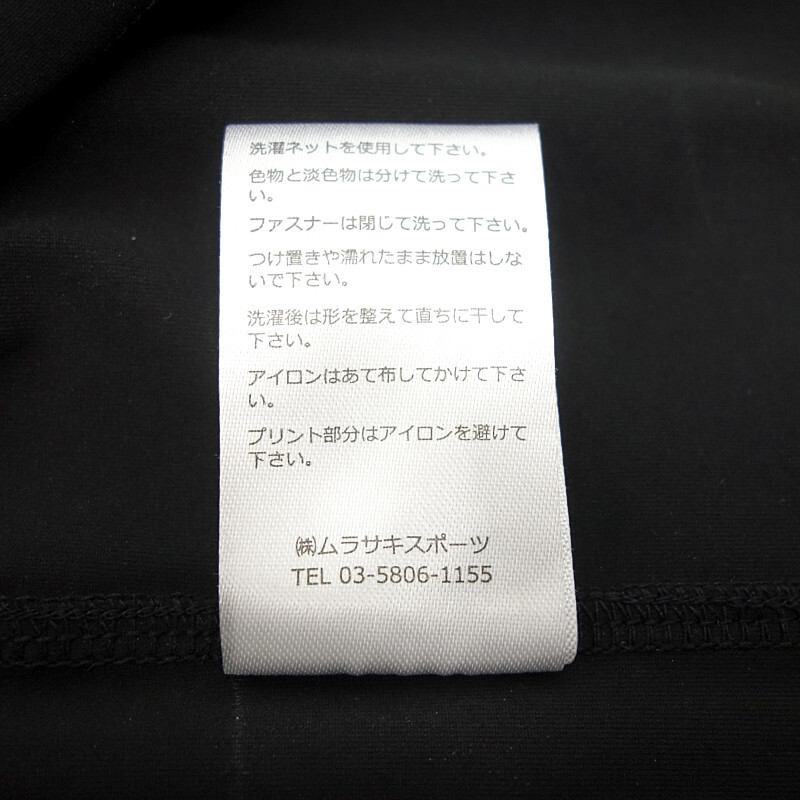 洗濯ネットを使用して下さい。
色物と淡色物は分けて洗って下さ
い。
ファスナーは閉じて洗って下さい。
つけ置きや濡れたまま放置はしな
いで下さい。
洗濯後は形を整えて直ちに干して
下さい。
アイロンはあて布してかけて下さ
い。
プリント部分はアイロンを避けて
下さい。
㈱ムラサキスポーツ
TEL 03-5806-1155